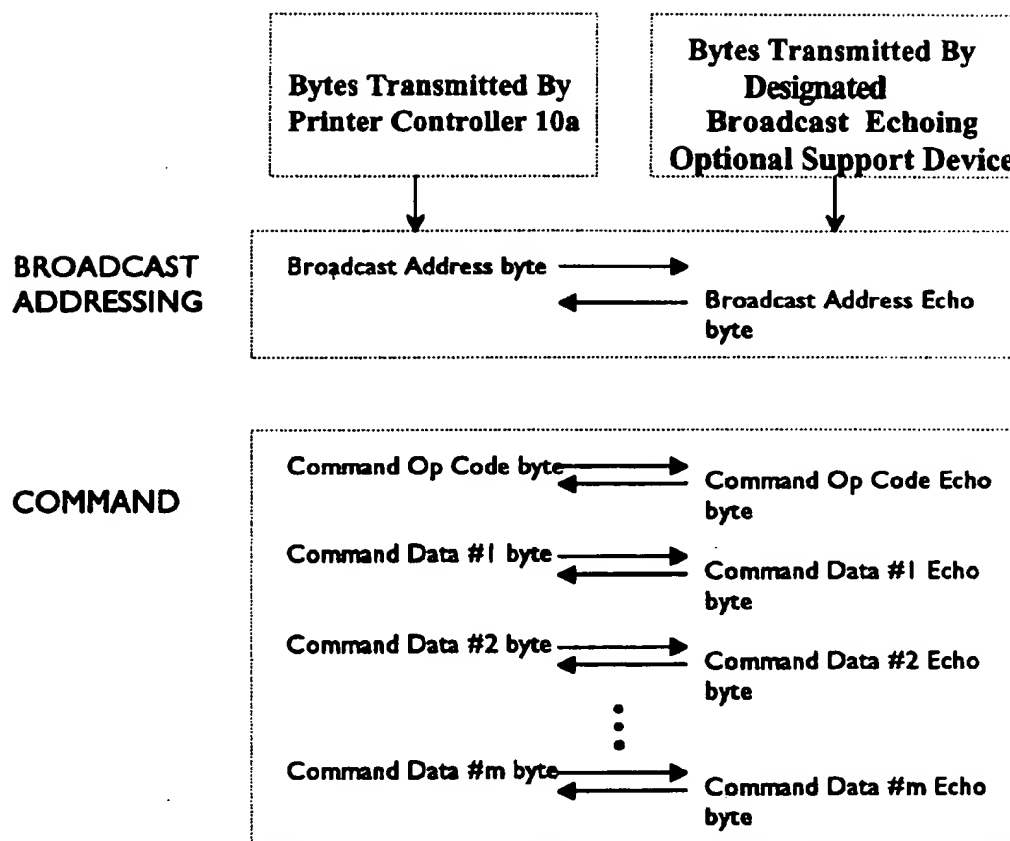 Bytes Transmitted By
Printer Controller 10a
Bytes Transmitted By
Designated
Broadcast Echoing
Optional Support Device
BROADCAST
ADDRESSING
Broadcast Address byte
Broadcast Address Echo
byte
COMMAND
Command Op Code byte
Command Op Code Echo
byte
Command Data #1 byte
Command Data #1 Echo
byte
Command Data #2 byte
Command Data #2 Echo
byte
Command Data #m byte
Command Data #m Echo
byte